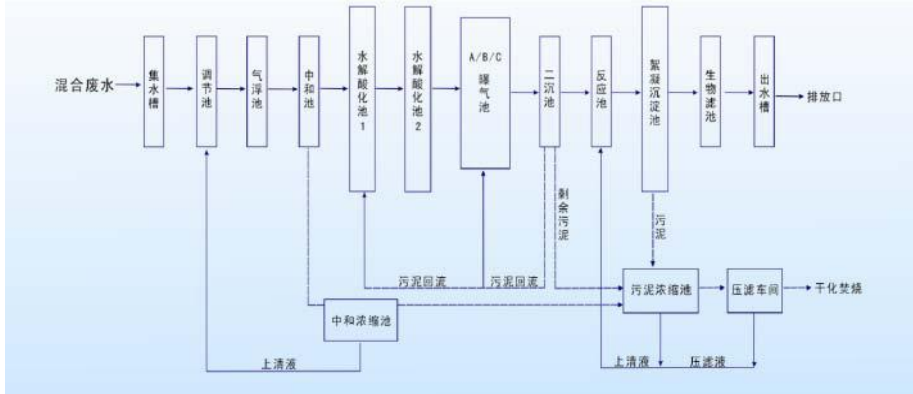 混合废水
集水槽
调节池
气浮池
中和池
水解酸化池1
水解酸化池2
A/B/C
曝气池
二沉池
反应池
絮凝沉淀池
生物滤池
出水槽
排放口
剩余污泥
污泥
污泥回流
污泥回流
污泥浓缩池
压滤车间
干化焚烧
中和浓缩池
上清液
上清液
压滤液